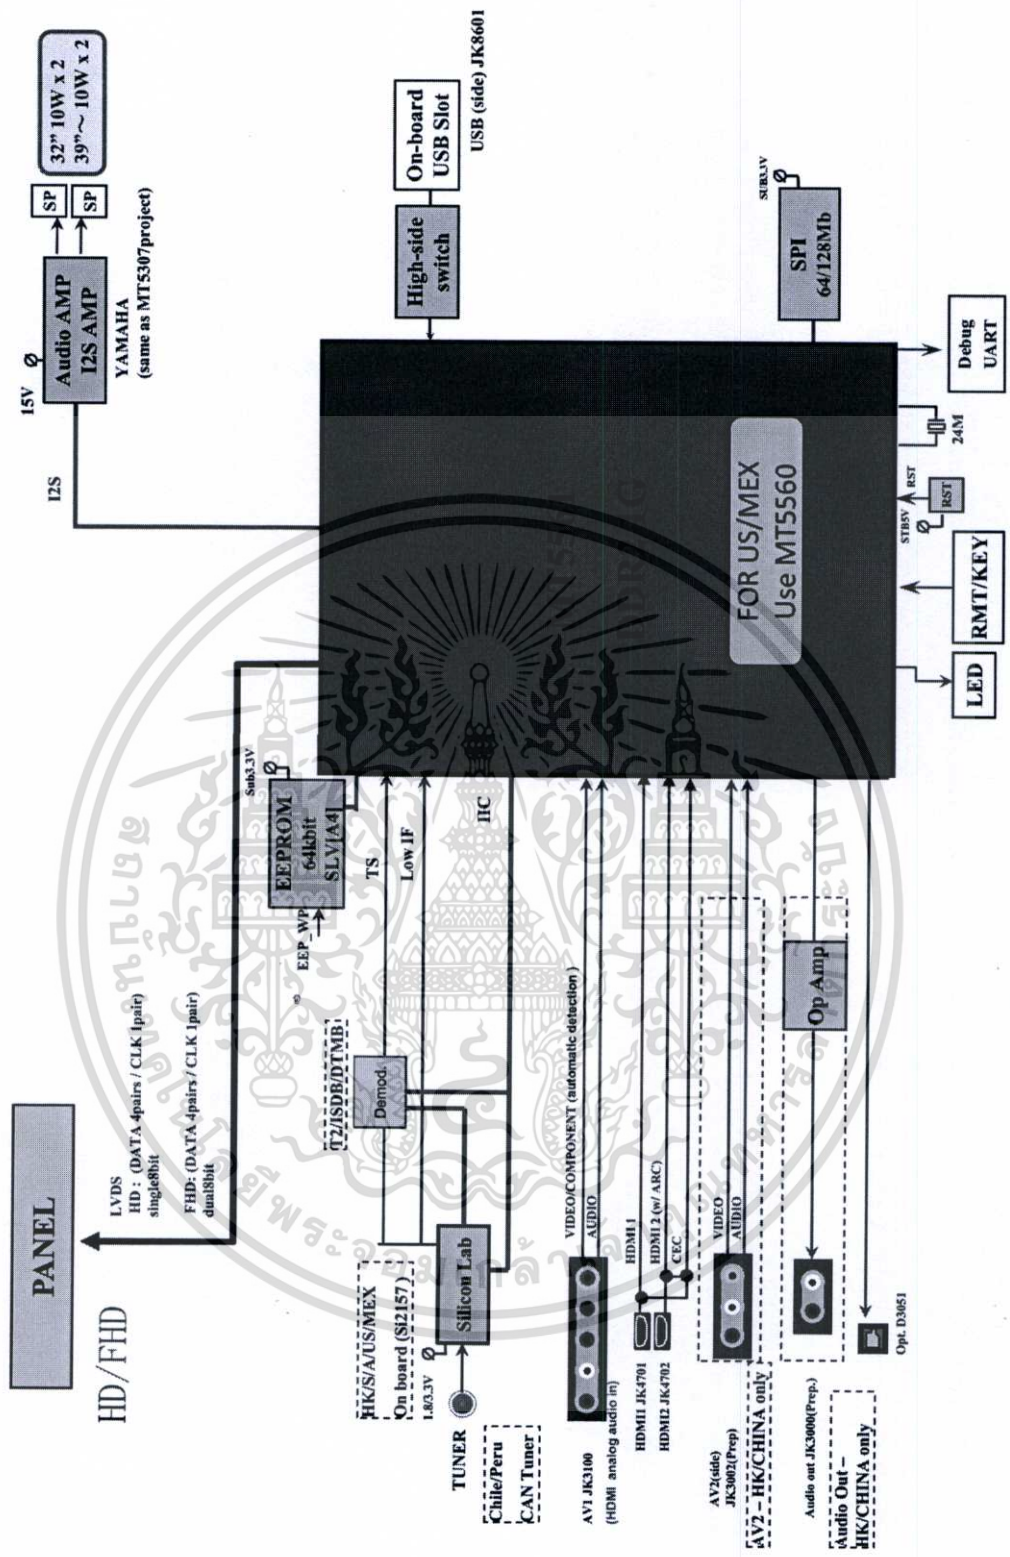 PANEL
HD/FHD
LVDS
HD : (DATA 4pairs / CLK 1pair)
single8bit
FHD: (DATA 4pairs / CLK 1pair)
dual8bit
15V
I2S
Audio AMP
I2S AMP
YAMAHA
(same as MT5307project)
SP
SP
32” 10W x 2
39”～ 10W x 2
HK/S/A/US/MEX
On board (Si2157)
1.8/3.3V
TUNER
Silicon Lab
Chile/Peru
CAN Tuner
T2/ISDB/DTMB
Demod.
EEP_WP
EEPROM
64kbit
SLV[A4]
Sub3.3V
TS
Low IF
IIC
High-side
switch
On-board
USB Slot
USB (side) JK8601
AV1 JK3100
(HDMI analog audio in)
VIDEO/COMPONENT (automatic detection )
AUDIO
HDMI1 JK4701
HDMI2 JK4702
HDMI 1
HDMI 2 (w/ ARC)
CEC
AV2(side)
JK3002(Prep)
AV2 – HK/CHINA only
VIDEO
AUDIO
FOR US/MEX
Use MT5560
SPI
64/128Mb
SUB3.3V
Audio out JK3000(Prep.)
Audio Out –
HK/CHINA only
Op Amp
Opt. D3051
LED
RMT/KEY
STB5V
RST
RST
24M
Debug
UART